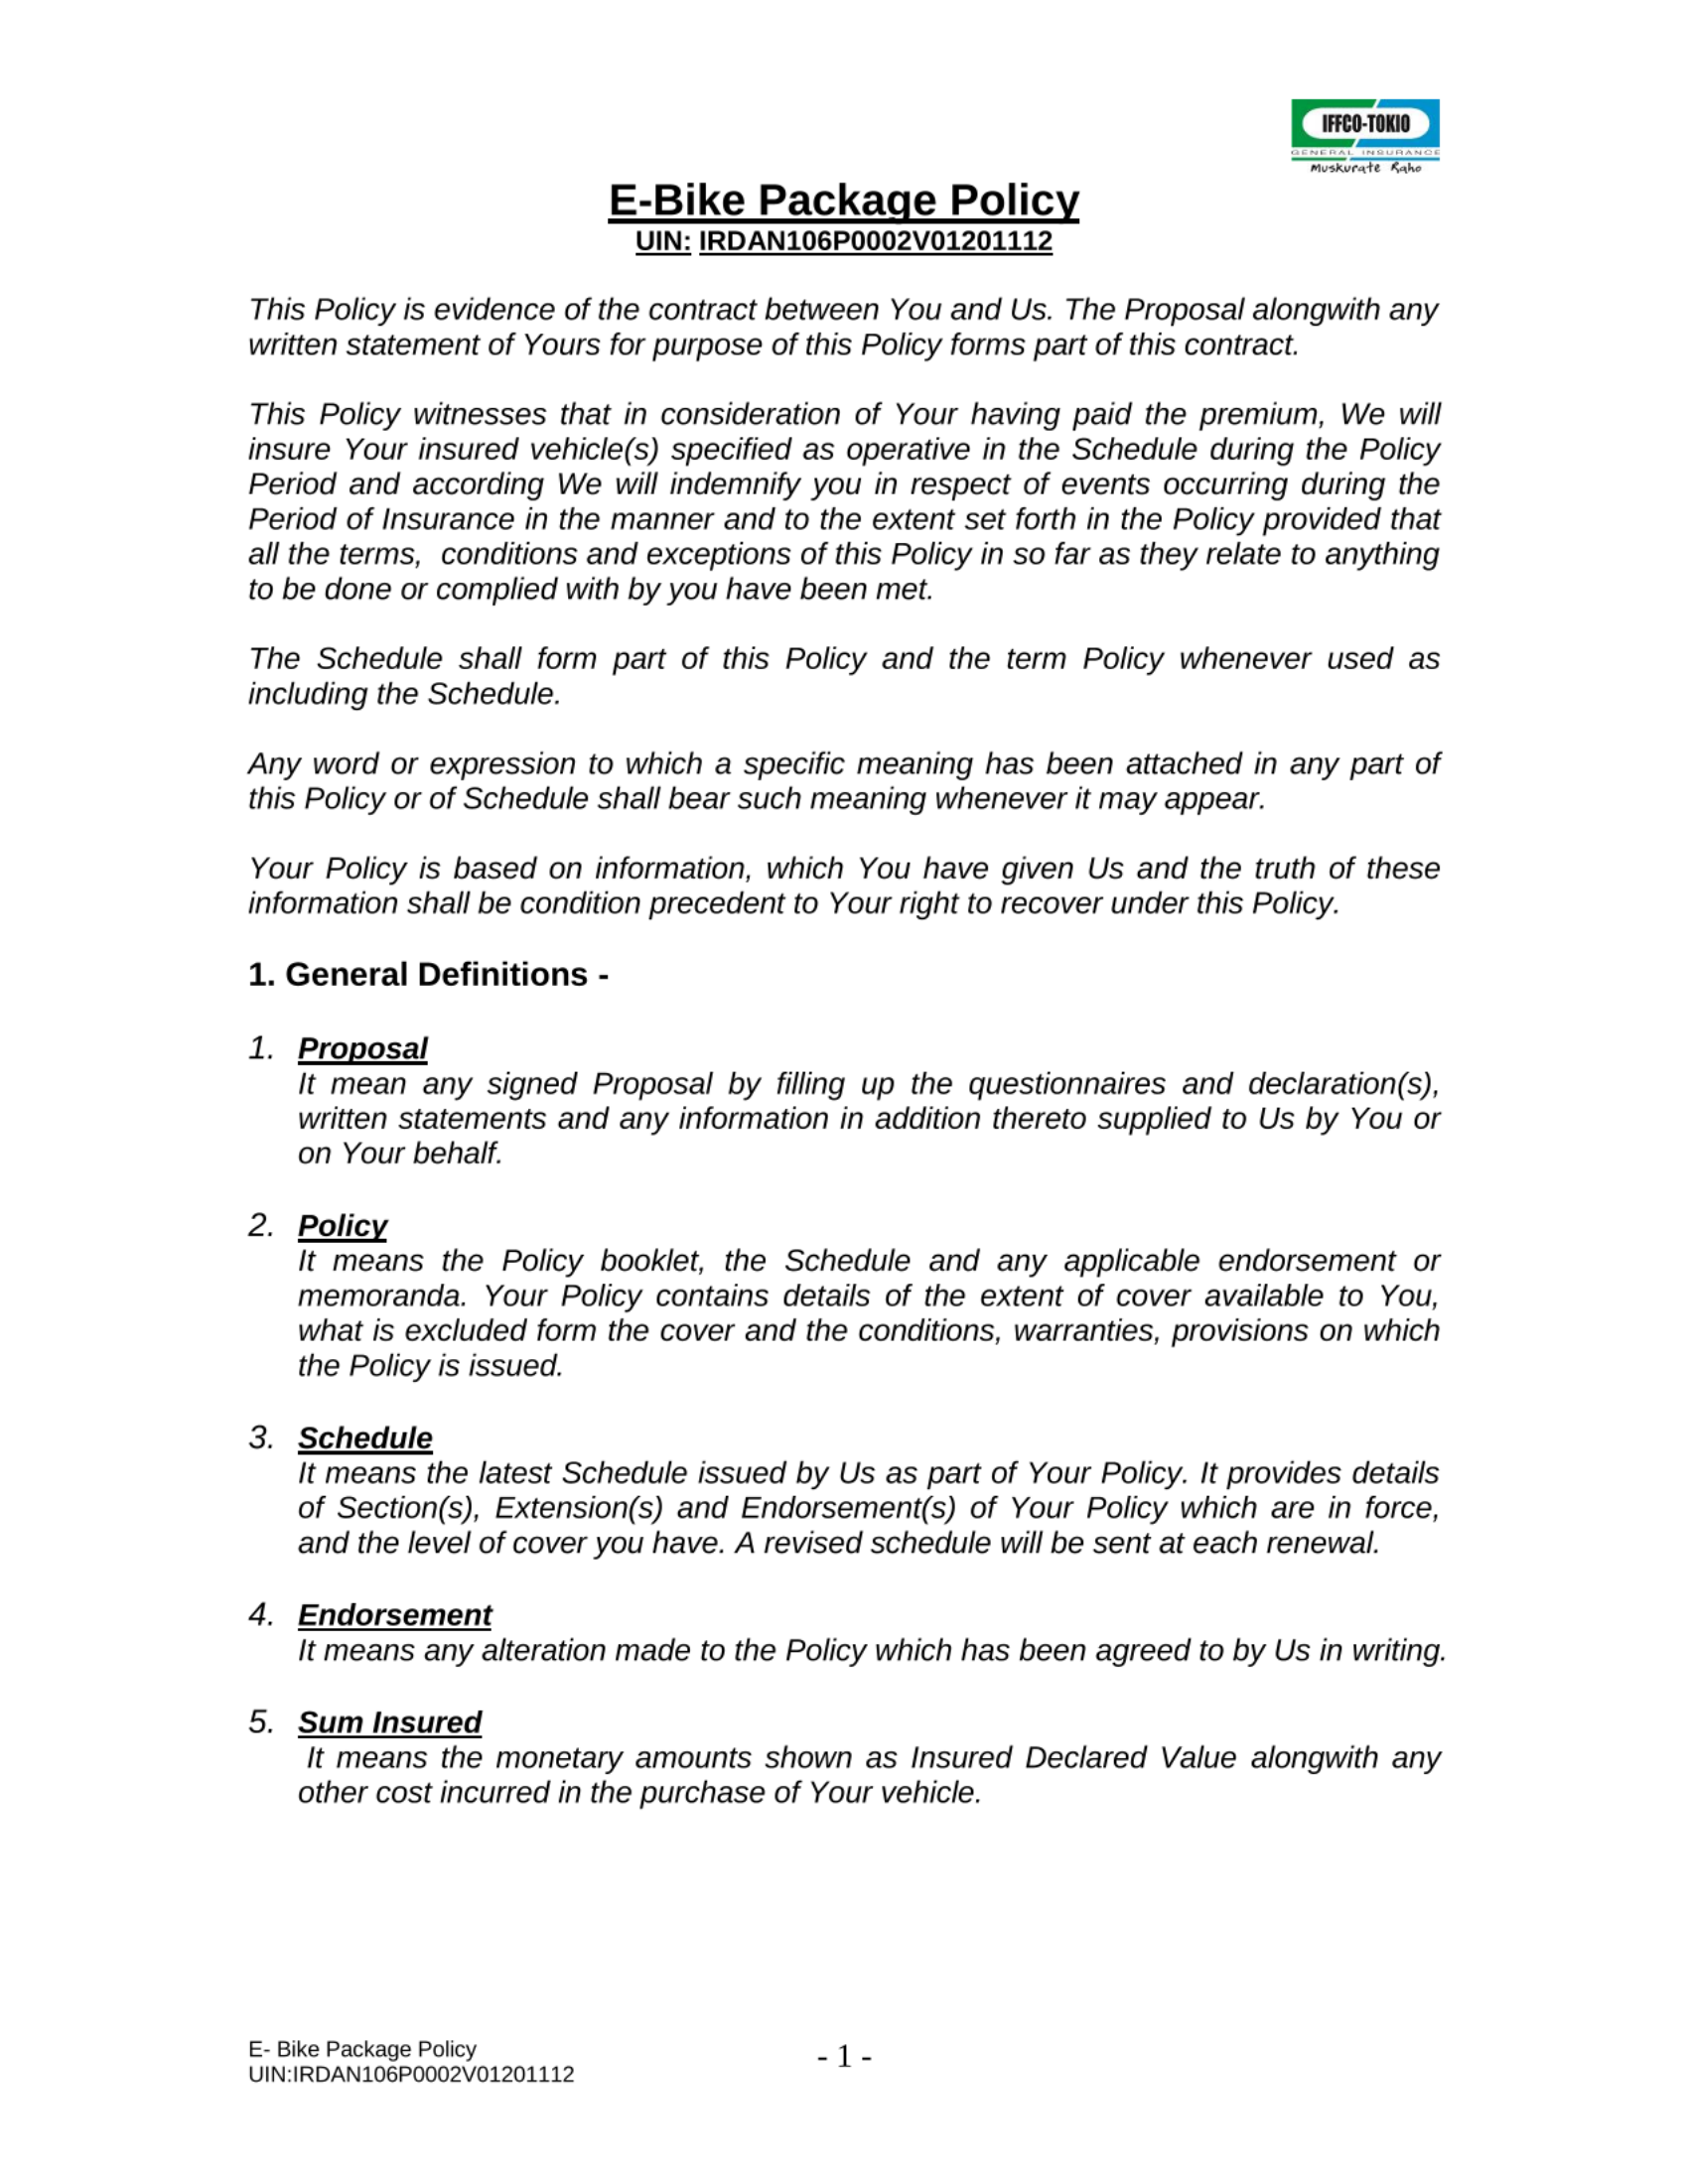 IFFCO-TOKIO
GENERAL INSURANCE
Muskurate Raho
E-Bike Package Policy
UIN: IRDAN106P0002V01201112
This Policy is evidence of the contract between You and Us. The Proposal alongwith any
written statement of Yours for purpose of this Policy forms part of this contract.
This Policy witnesses that in consideration of Your having paid the premium, We will
insure Your insured vehicle(s) specified as operative in the Schedule during the Policy
Period and according We will indemnify you in respect of events occurring during the
Period of Insurance in the manner and to the extent set forth in the Policy provided that
all the terms, conditions and exceptions of this Policy in so far as they relate to anything
to be done or complied with by you have been met.
The Schedule shall form part of this Policy and the term Policy whenever used as
including the Schedule.
Any word or expression to which a specific meaning has been attached in any part of
this Policy or of Schedule shall bear such meaning whenever it may appear.
Your Policy is based on information, which You have given Us and the truth of these
information shall be condition precedent to Your right to recover under this Policy.
1. General Definitions -
1. Proposal
It mean any signed Proposal by filling up the questionnaires and declaration(s),
written statements and any information in addition thereto supplied to Us by You or
on Your behalf.
2. Policy
It means the Policy booklet, the Schedule and any applicable endorsement or
memoranda. Your Policy contains details of the extent of cover available to You,
what is excluded form the cover and the conditions, warranties, provisions on which
the Policy is issued.
3. Schedule
It means the latest Schedule issued by Us as part of Your Policy. It provides details
of Section(s), Extension(s) and Endorsement(s) of Your Policy which are in force,
and the level of cover you have. A revised schedule will be sent at each renewal.
4. Endorsement
It means any alteration made to the Policy which has been agreed to by Us in writing.
5. Sum Insured
It means the monetary amounts shown as Insured Declared Value alongwith any
other cost incurred in the purchase of Your vehicle.
E- Bike Package Policy
UIN:IRDAN106P0002V01201112
- 1 -